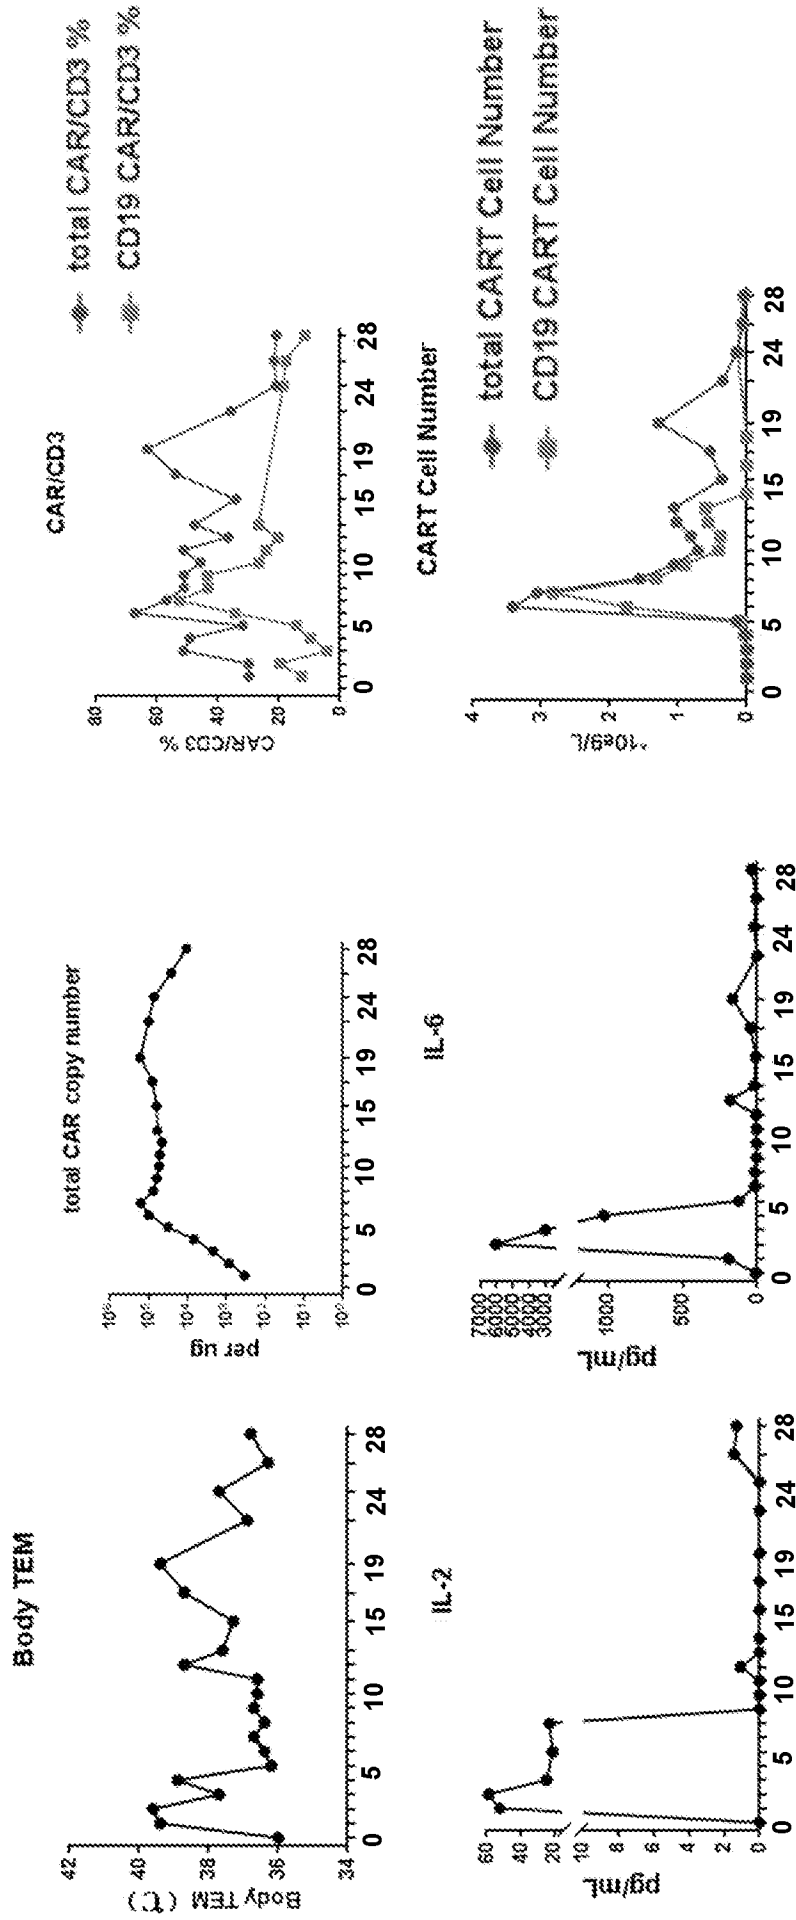 Body TEM
Body TEM (℃)
42
40
38
36
34
0 5 10 15 19 24 28
total CAR copy number
per ug
0 5 10 15 19 24 28
CAR/CD3
CAR/CD3 %
80
60
40
20
0
0 5 10 15 19 24 28
total CAR/CD3 %
CD19 CAR/CD3 %
IL-2
pg/mL
60
40
20
10
8
6
4
2
0
0 5 10 15 19 24 28
IL-6
pg/mL
7000
6000
5000
4000
3000
1000
500
0
0 5 10 15 19 24 28
CART Cell Number
*10e9/L
4
3
2
1
0
0 5 10 15 19 24 28
total CART Cell Number
CD19 CART Cell Number